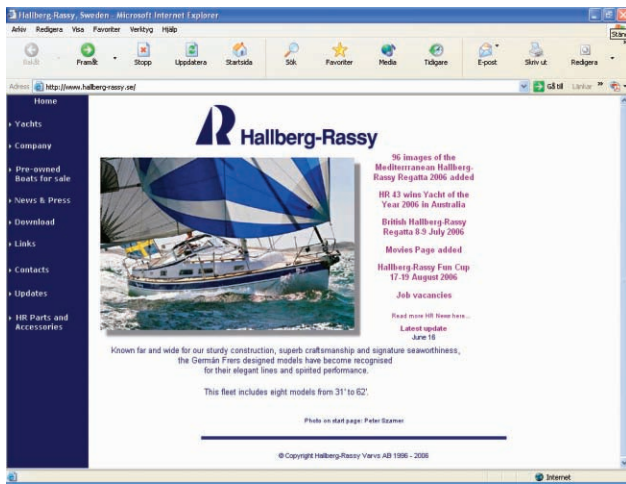 Hallberg-Rassy, Sweden - Microsoft Internet Explorer
Arkiv Redigera Visa Favoriter Verktyg Hjälp
Stäng
Bakåt Framåt Stopp Uppdatera Startsida Sök Favoriter Media Tidigare E-post Skriv ut Redigera
Adress http://www.hallberg-rassy.se/ Gå till Länkar
Home
Yachts
Company
Pre-owned
Boats for sale
News & Press
Download
Links
Contacts
Updates
HR Parts and
Accessories
Hallberg-Rassy
96 images of the
Mediterrranean Hallberg-
Rassy Regatta 2006 added
HR 43 wins Yacht of the
Year 2006 in Australia
British Hallberg-Rassy
Regatta 8-9 July 2006
Movies Page added
Hallberg-Rassy Fun Cup
17-19 August 2006
Job vacancies
Read more HR News here...
Latest update
June 16
Known far and wide for our sturdy construction, superb craftsmanship and signature seaworthiness,
the Germán Frers designed models have become recognised
for their elegant lines and spirited performance.
This fleet includes eight models from 31' to 62'.
Photo on start page: Peter Szamer
© Copyright Hallberg-Rassy Varvs AB 1996 - 2006
Internet